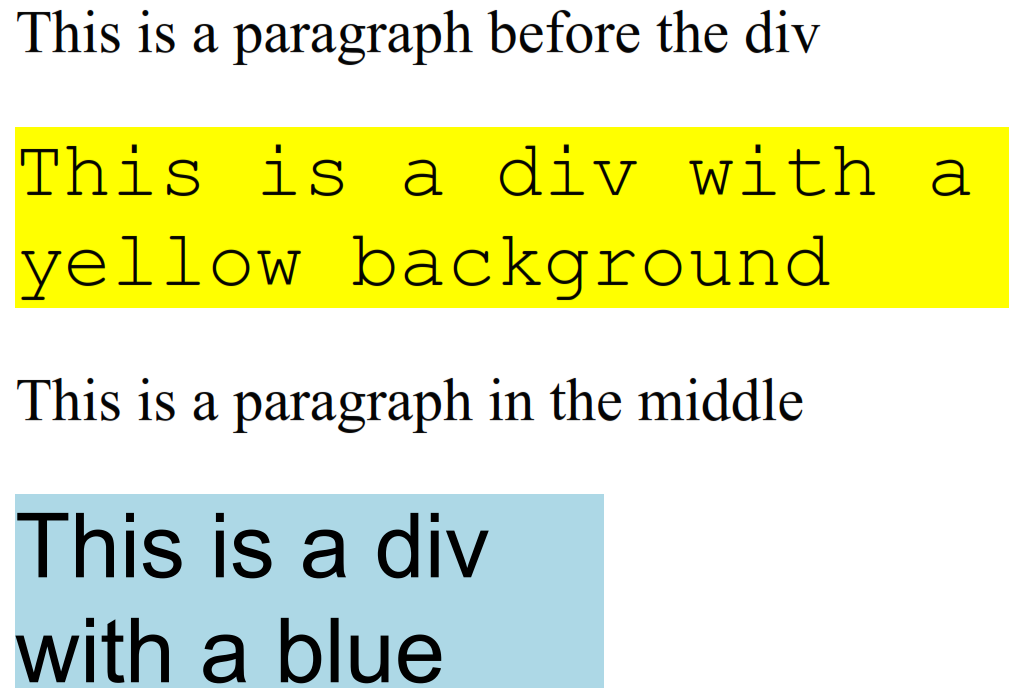 This is a paragraph before the div
This is a div with a
yellow background
This is a paragraph in the middle
This is a div
with a blue